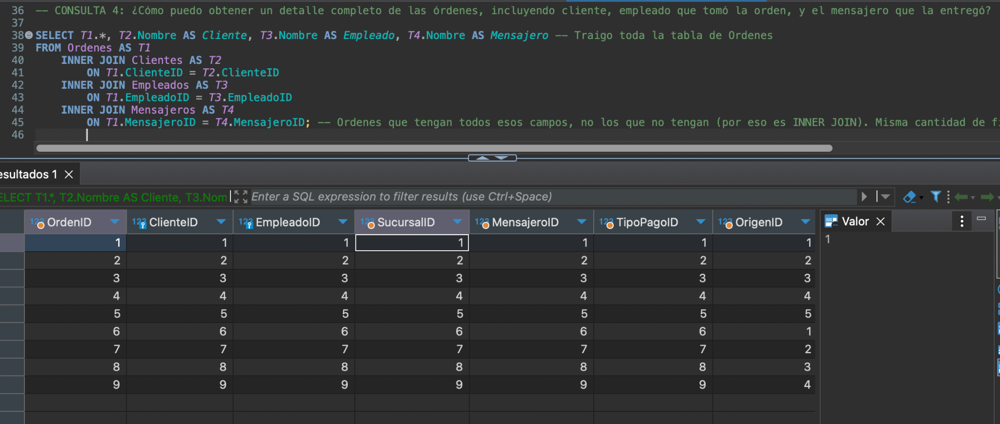 36 -- CONSULTA 4: ¿Cómo puedo obtener un detalle completo de las órdenes, incluyendo cliente, empleado que tomó la orden, y el mensajero que la entregó?
37
38 SELECT T1.*, T2.Nombre AS Cliente, T3.Nombre AS Empleado, T4.Nombre AS Mensajero -- Traigo toda la tabla de Ordenes
39 FROM Ordenes AS T1
40 INNER JOIN Clientes AS T2
41 ON T1.ClienteID = T2.ClienteID
42 INNER JOIN Empleados AS T3
43 ON T1.EmpleadoID = T3.EmpleadoID
44 INNER JOIN Mensajeros AS T4
45 ON T1.MensajeroID = T4.MensajeroID; -- Ordenes que tengan todos esos campos, no los que no tengan (por eso es INNER JOIN). Misma cantidad de
46
esultados 1
ELECT T1.*, T2.Nombre AS Cliente, T3.Nom Enter a SQL expression to filter results (use Ctrl+Space)
123 OrdenID 123 ClienteID 123 EmpleadoID 123 SucursalID 123 MensajeroID 123 TipoPagoID 123 OrigenID Valor
1 1 1 1 1 1 1 1
2 2 2 2 2 2 2
3 3 3 3 3 3 3
4 4 4 4 4 4 4
5 5 5 5 5 5 5
6 6 6 6 6 6 1
7 7 7 7 7 7 2
8 8 8 8 8 8 3
9 9 9 9 9 9 4